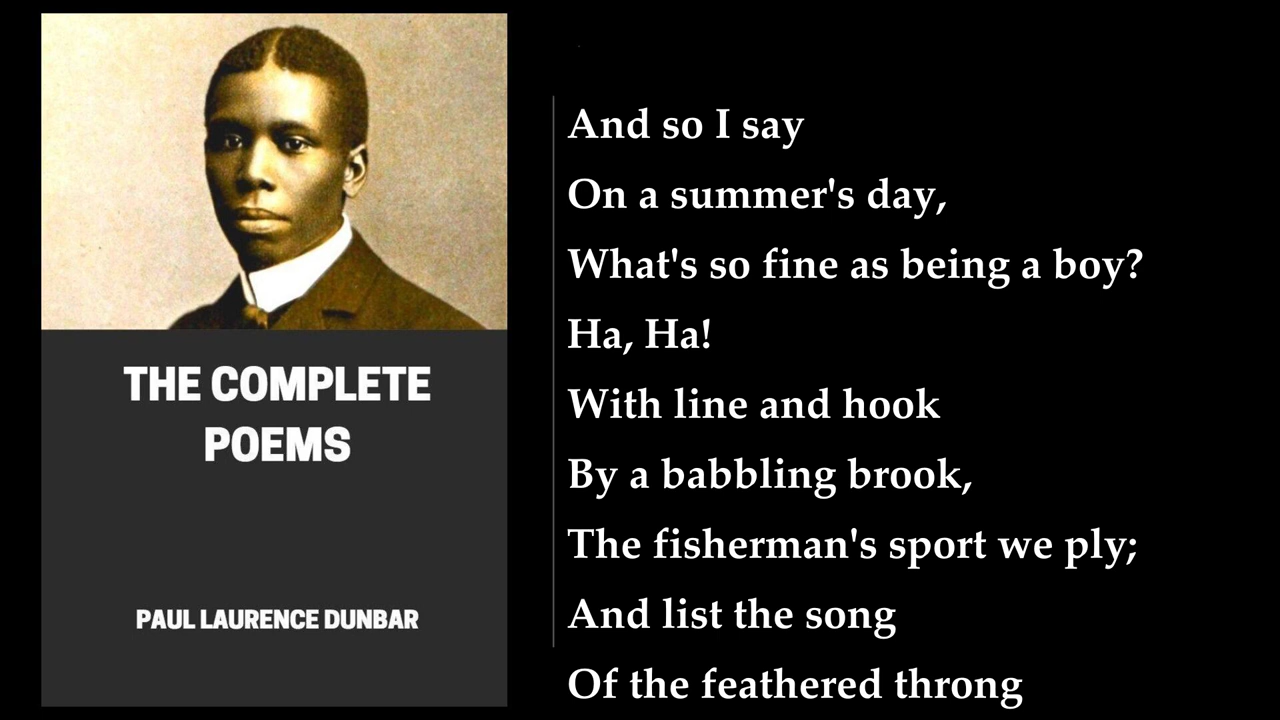 THE COMPLETE
POEMS
PAUL LAURENCE DUNBAR
And so I say
On a summer's day,
What's so fine as being a boy?
Ha, Ha!
With line and hook
By a babbling brook,
The fisherman's sport we ply;
And list the song
Of the feathered throng